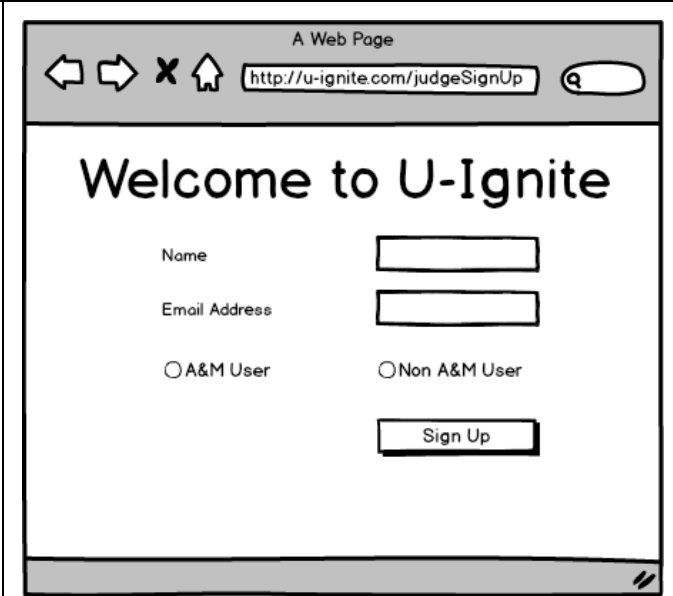 A Web Page
http://u-ignite.com/judgeSignUp
Welcome to U-Ignite
Name
Email Address
A&M User Non A&M User
Sign Up